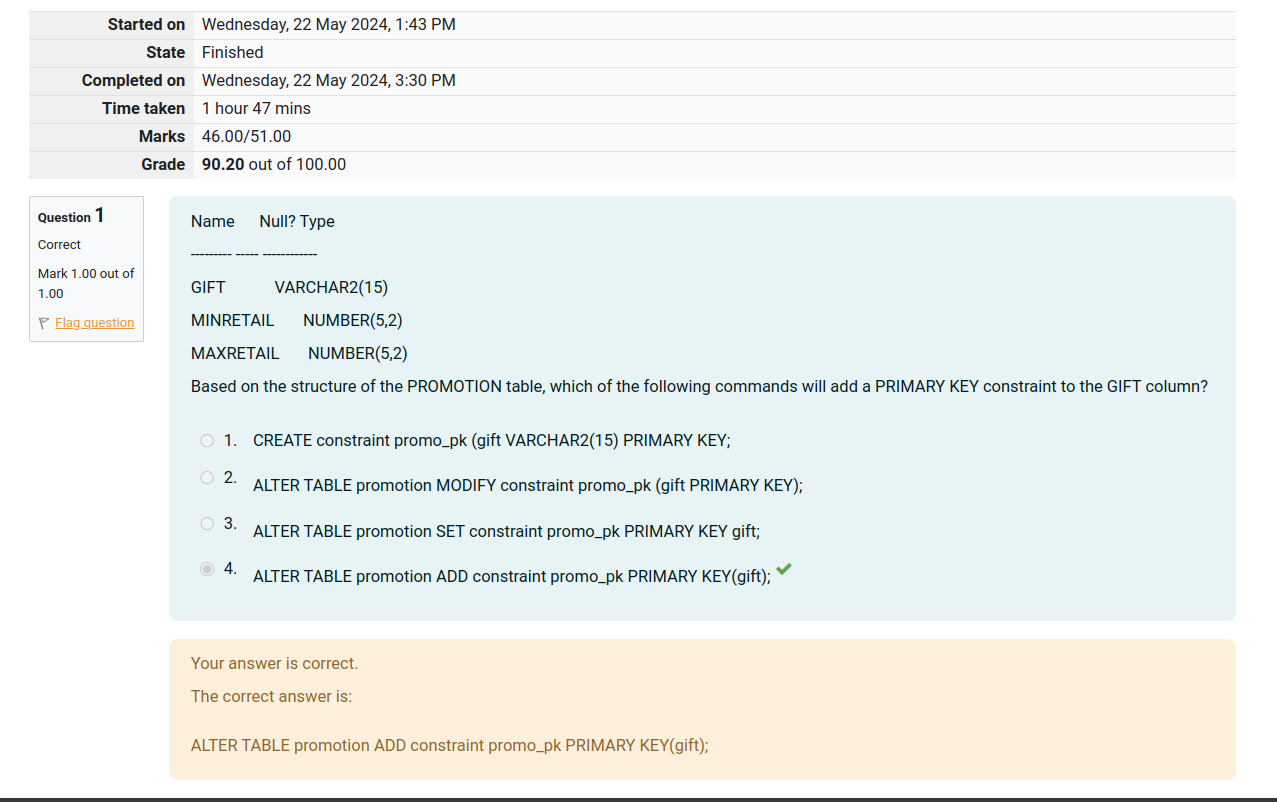 Started on Wednesday, 22 May 2024, 1:43 PM
State Finished
Completed on Wednesday, 22 May 2024, 3:30 PM
Time taken 1 hour 47 mins
Marks 46.00/51.00
Grade 90.20 out of 100.00
Question 1
Correct
Mark 1.00 out of
1.00
Flag question
Name Null? Type
--------- ----- ------------
GIFT VARCHAR2(15)
MINRETAIL NUMBER(5,2)
MAXRETAIL NUMBER(5,2)
Based on the structure of the PROMOTION table, which of the following commands will add a PRIMARY KEY constraint to the GIFT column?
1. CREATE constraint promo_pk (gift VARCHAR2(15) PRIMARY KEY;
2. ALTER TABLE promotion MODIFY constraint promo_pk (gift PRIMARY KEY);
3. ALTER TABLE promotion SET constraint promo_pk PRIMARY KEY gift;
4. ALTER TABLE promotion ADD constraint promo_pk PRIMARY KEY(gift);
Your answer is correct.
The correct answer is:
ALTER TABLE promotion ADD constraint promo_pk PRIMARY KEY(gift);